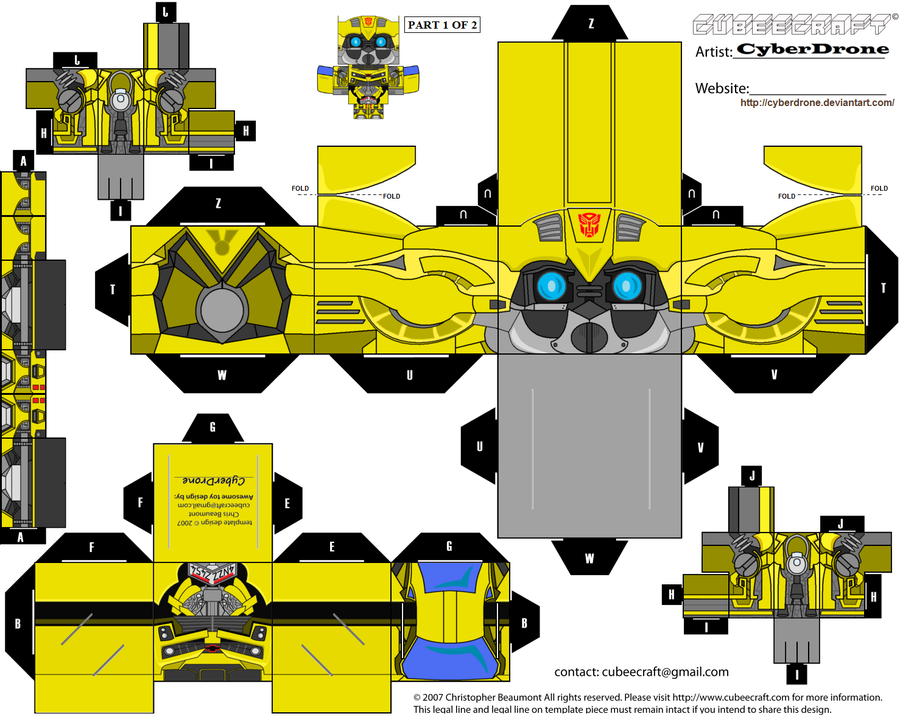 J
PART 1 OF 2
Z
CUBEECRAFT©
Artist: CyberDrone
Website:
http://cyberdrone.deviantart.com/
J
H
H
I
I
A
FOLD
FOLD
FOLD
FOLD
Z
U
U
U
U
T
T
W
U
V
U
V
W
G
F
E
template design © 2007
Chris Beaumont
cubeecraft@gmail.com
Awesome toy design by:
CyberDrone
A
F
E
G
B
B
J
J
H
H
I
I
contact: cubeecraft@gmail.com
© 2007 Christopher Beaumont All rights reserved. Please visit http://www.cubeecraft.com for more information.
This legal line and legal line on template piece must remain intact if you intend to share this design.